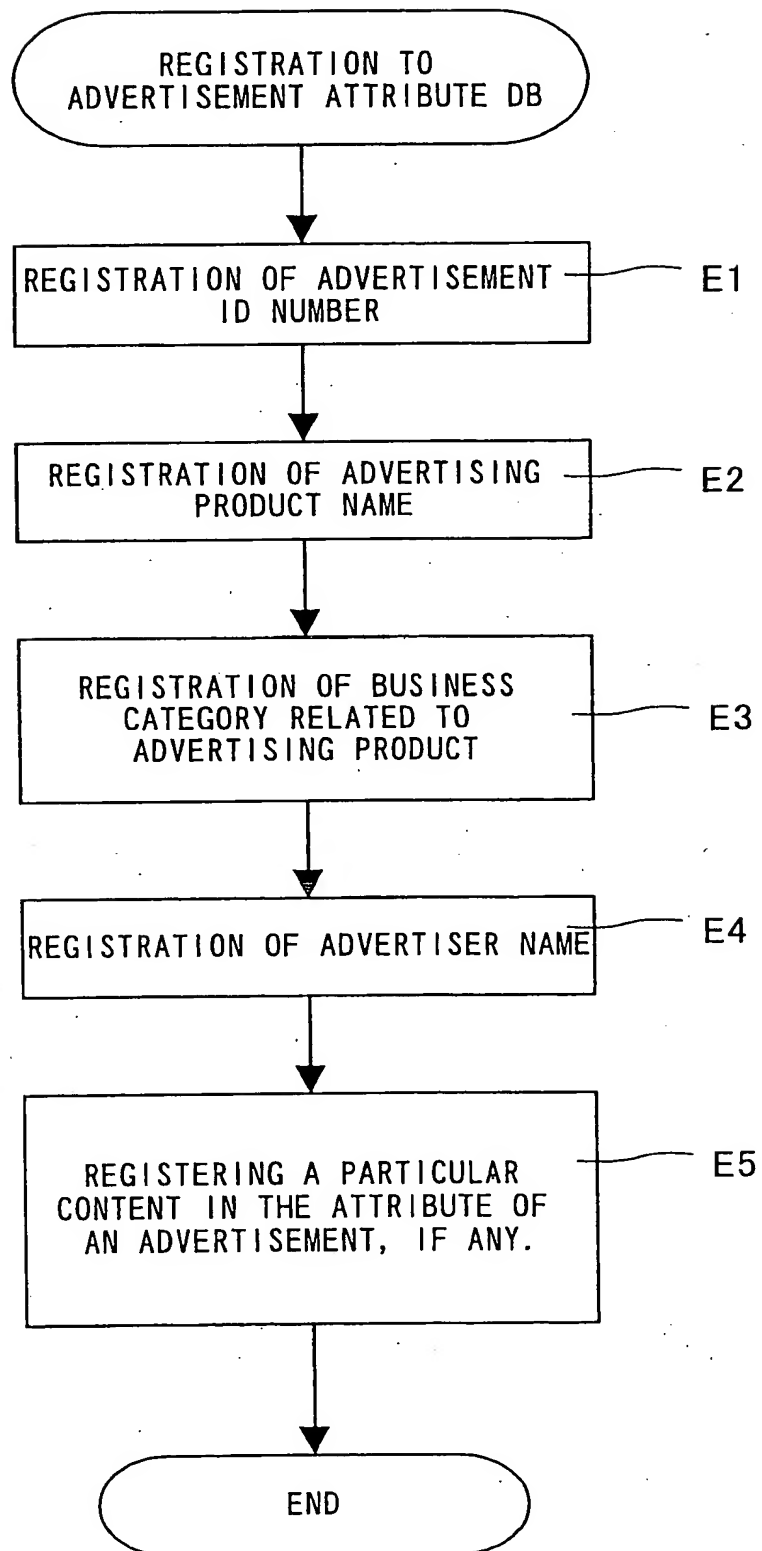 REGISTRATION TO
ADVERTISEMENT ATTRIBUTE DB
REGISTRATION OF ADVERTISEMENT
ID NUMBER
E1
REGISTRATION OF ADVERTISING
PRODUCT NAME
E2
REGISTRATION OF BUSINESS
CATEGORY RELATED TO
ADVERTISING PRODUCT
E3
REGISTRATION OF ADVERTISER NAME
E4
REGISTERING A PARTICULAR
CONTENT IN THE ATTRIBUTE OF
AN ADVERTISEMENT, IF ANY.
E5
END